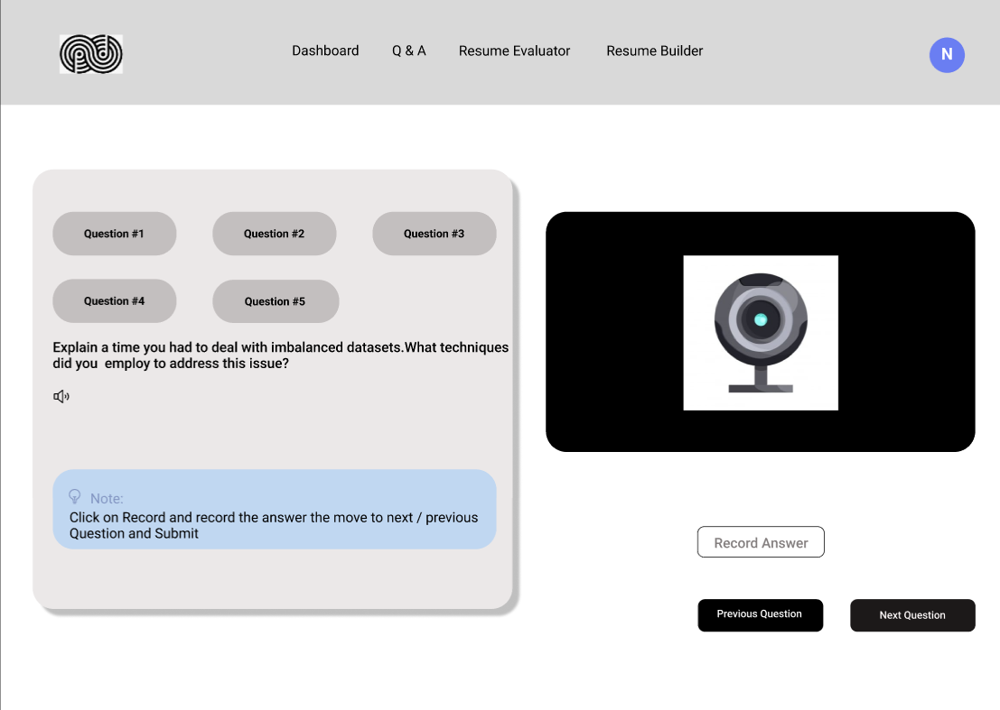 Dashboard Q & A Resume Evaluator Resume Builder N
Question #1 Question #2 Question #3
Question #4 Question #5
Explain a time you had to deal with imbalanced datasets.What techniques
did you employ to address this issue?
Note:
Click on Record and record the answer the move to next / previous
Question and Submit
Record Answer
Previous Question Next Question